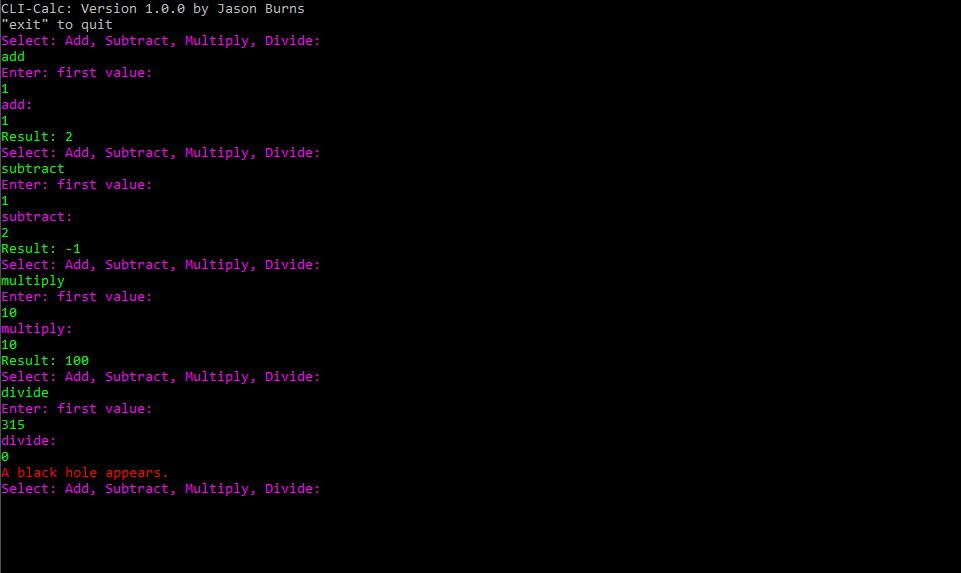 CLI-Calc: Version 1.0.0 by Jason Burns
"exit" to quit
Select: Add, Subtract, Multiply, Divide:
add
Enter: first value:
1
add:
1
Result: 2
Select: Add, Subtract, Multiply, Divide:
subtract
Enter: first value:
1
subtract:
2
Result: -1
Select: Add, Subtract, Multiply, Divide:
multiply
Enter: first value:
10
multiply:
10
Result: 100
Select: Add, Subtract, Multiply, Divide:
divide
Enter: first value:
315
divide:
0
A black hole appears.
Select: Add, Subtract, Multiply, Divide: